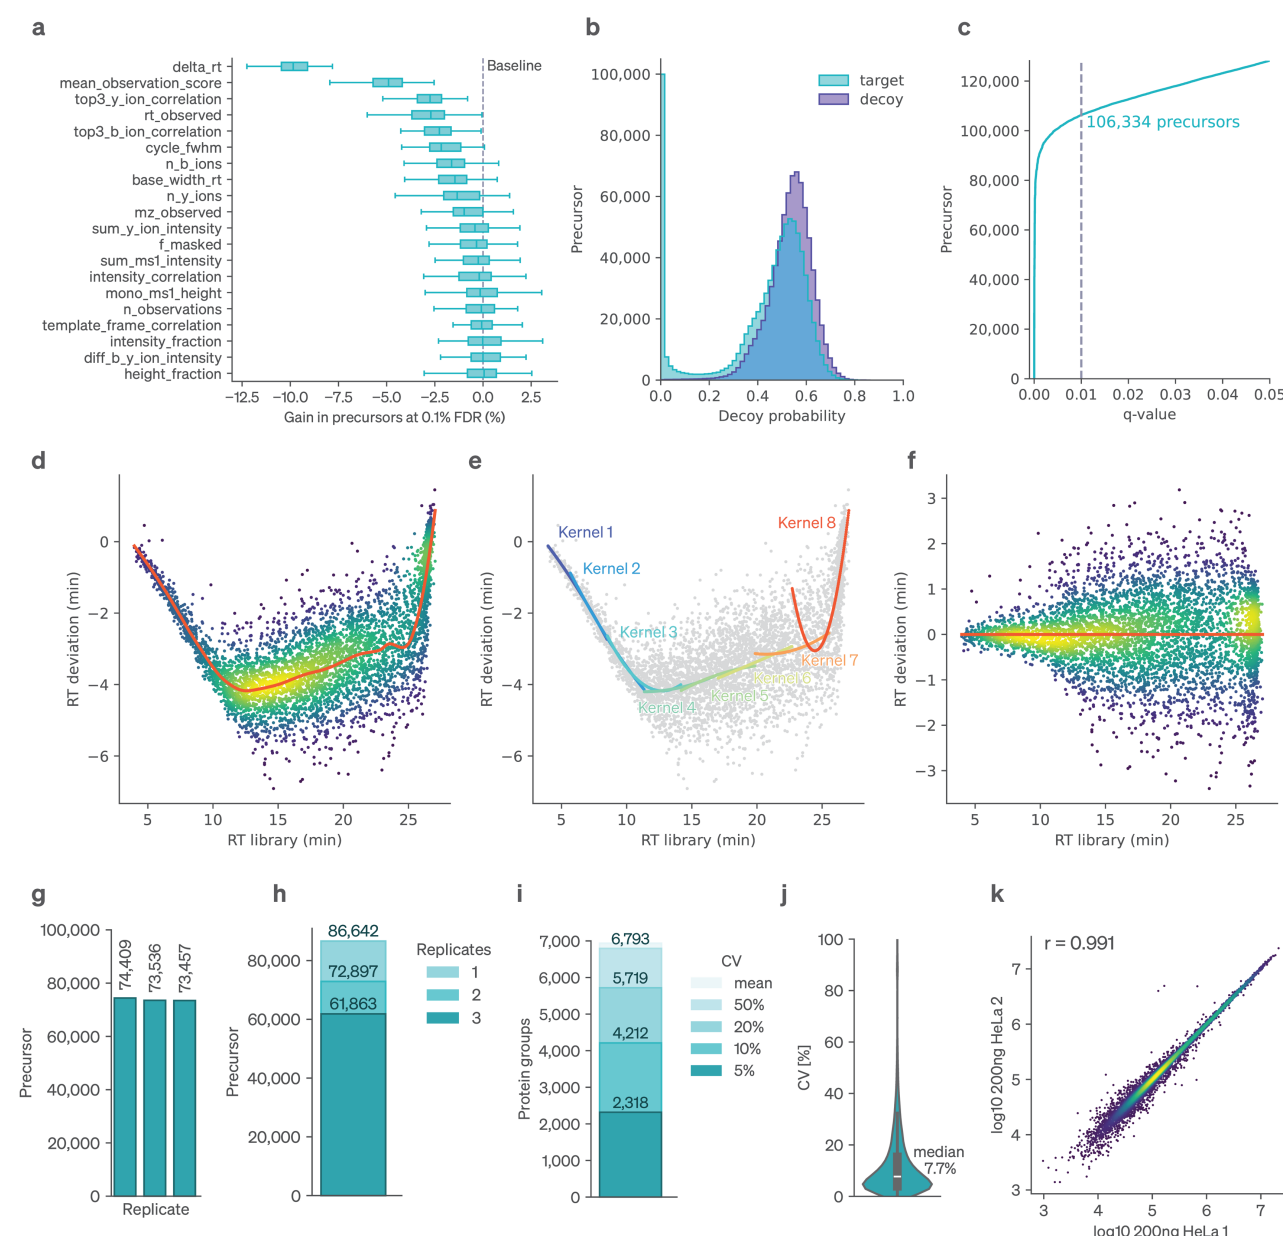 a
delta_rt
mean_observation_score
top3_y_ion_correlation
rt_observed
top3_b_ion_correlation
cycle_fwhm
n_b_ions
base_width_rt
n_y_ions
mz_observed
sum_y_ion_intensity
f_masked
sum_ms1_intensity
intensity_correlation
mono_ms1_height
n_observations
template_frame_correlation
intensity_fraction
diff_b_y_ion_intensity
height_fraction
Baseline
−12.5 −10.0 −7.5 −5.0 −2.5 0.0 2.5
Gain in precursors at 0.1% FDR (%)
b
100,000
80,000
60,000
40,000
20,000
0
Precursor
target
decoy
0.0 0.2 0.4 0.6 0.8 1.0
Decoy probability
c
120,000
100,000
80,000
60,000
40,000
20,000
0
Precursor
106,334 precursors
0.00 0.01 0.02 0.03 0.04 0.05
q-value
d
0
−2
−4
−6
RT deviation (min)
5 10 15 20 25
RT library (min)
e
0
−2
−4
−6
RT deviation (min)
Kernel 1
Kernel 2
Kernel 3
Kernel 4
Kernel 5
Kernel 6
Kernel 7
Kernel 8
5 10 15 20 25
RT library (min)
f
3
2
1
0
−1
−2
−3
RT deviation (min)
5 10 15 20 25
RT library (min)
g
100,000
80,000
60,000
40,000
20,000
0
Precursor
74,409
73,536
73,457
Replicate
h
80,000
60,000
40,000
20,000
0
Precursor
86,642
72,897
61,863
Replicates
1
2
3
i
7,000
6,000
5,000
4,000
3,000
2,000
1,000
0
Protein groups
6,793
5,719
4,212
2,318
CV
mean
50%
20%
10%
5%
j
100
80
60
40
20
0
CV [%]
median
7.7%
k
r = 0.991
7
6
5
4
3
log10 200ng HeLa 2
3 4 5 6 7
log10 200ng HeLa 1